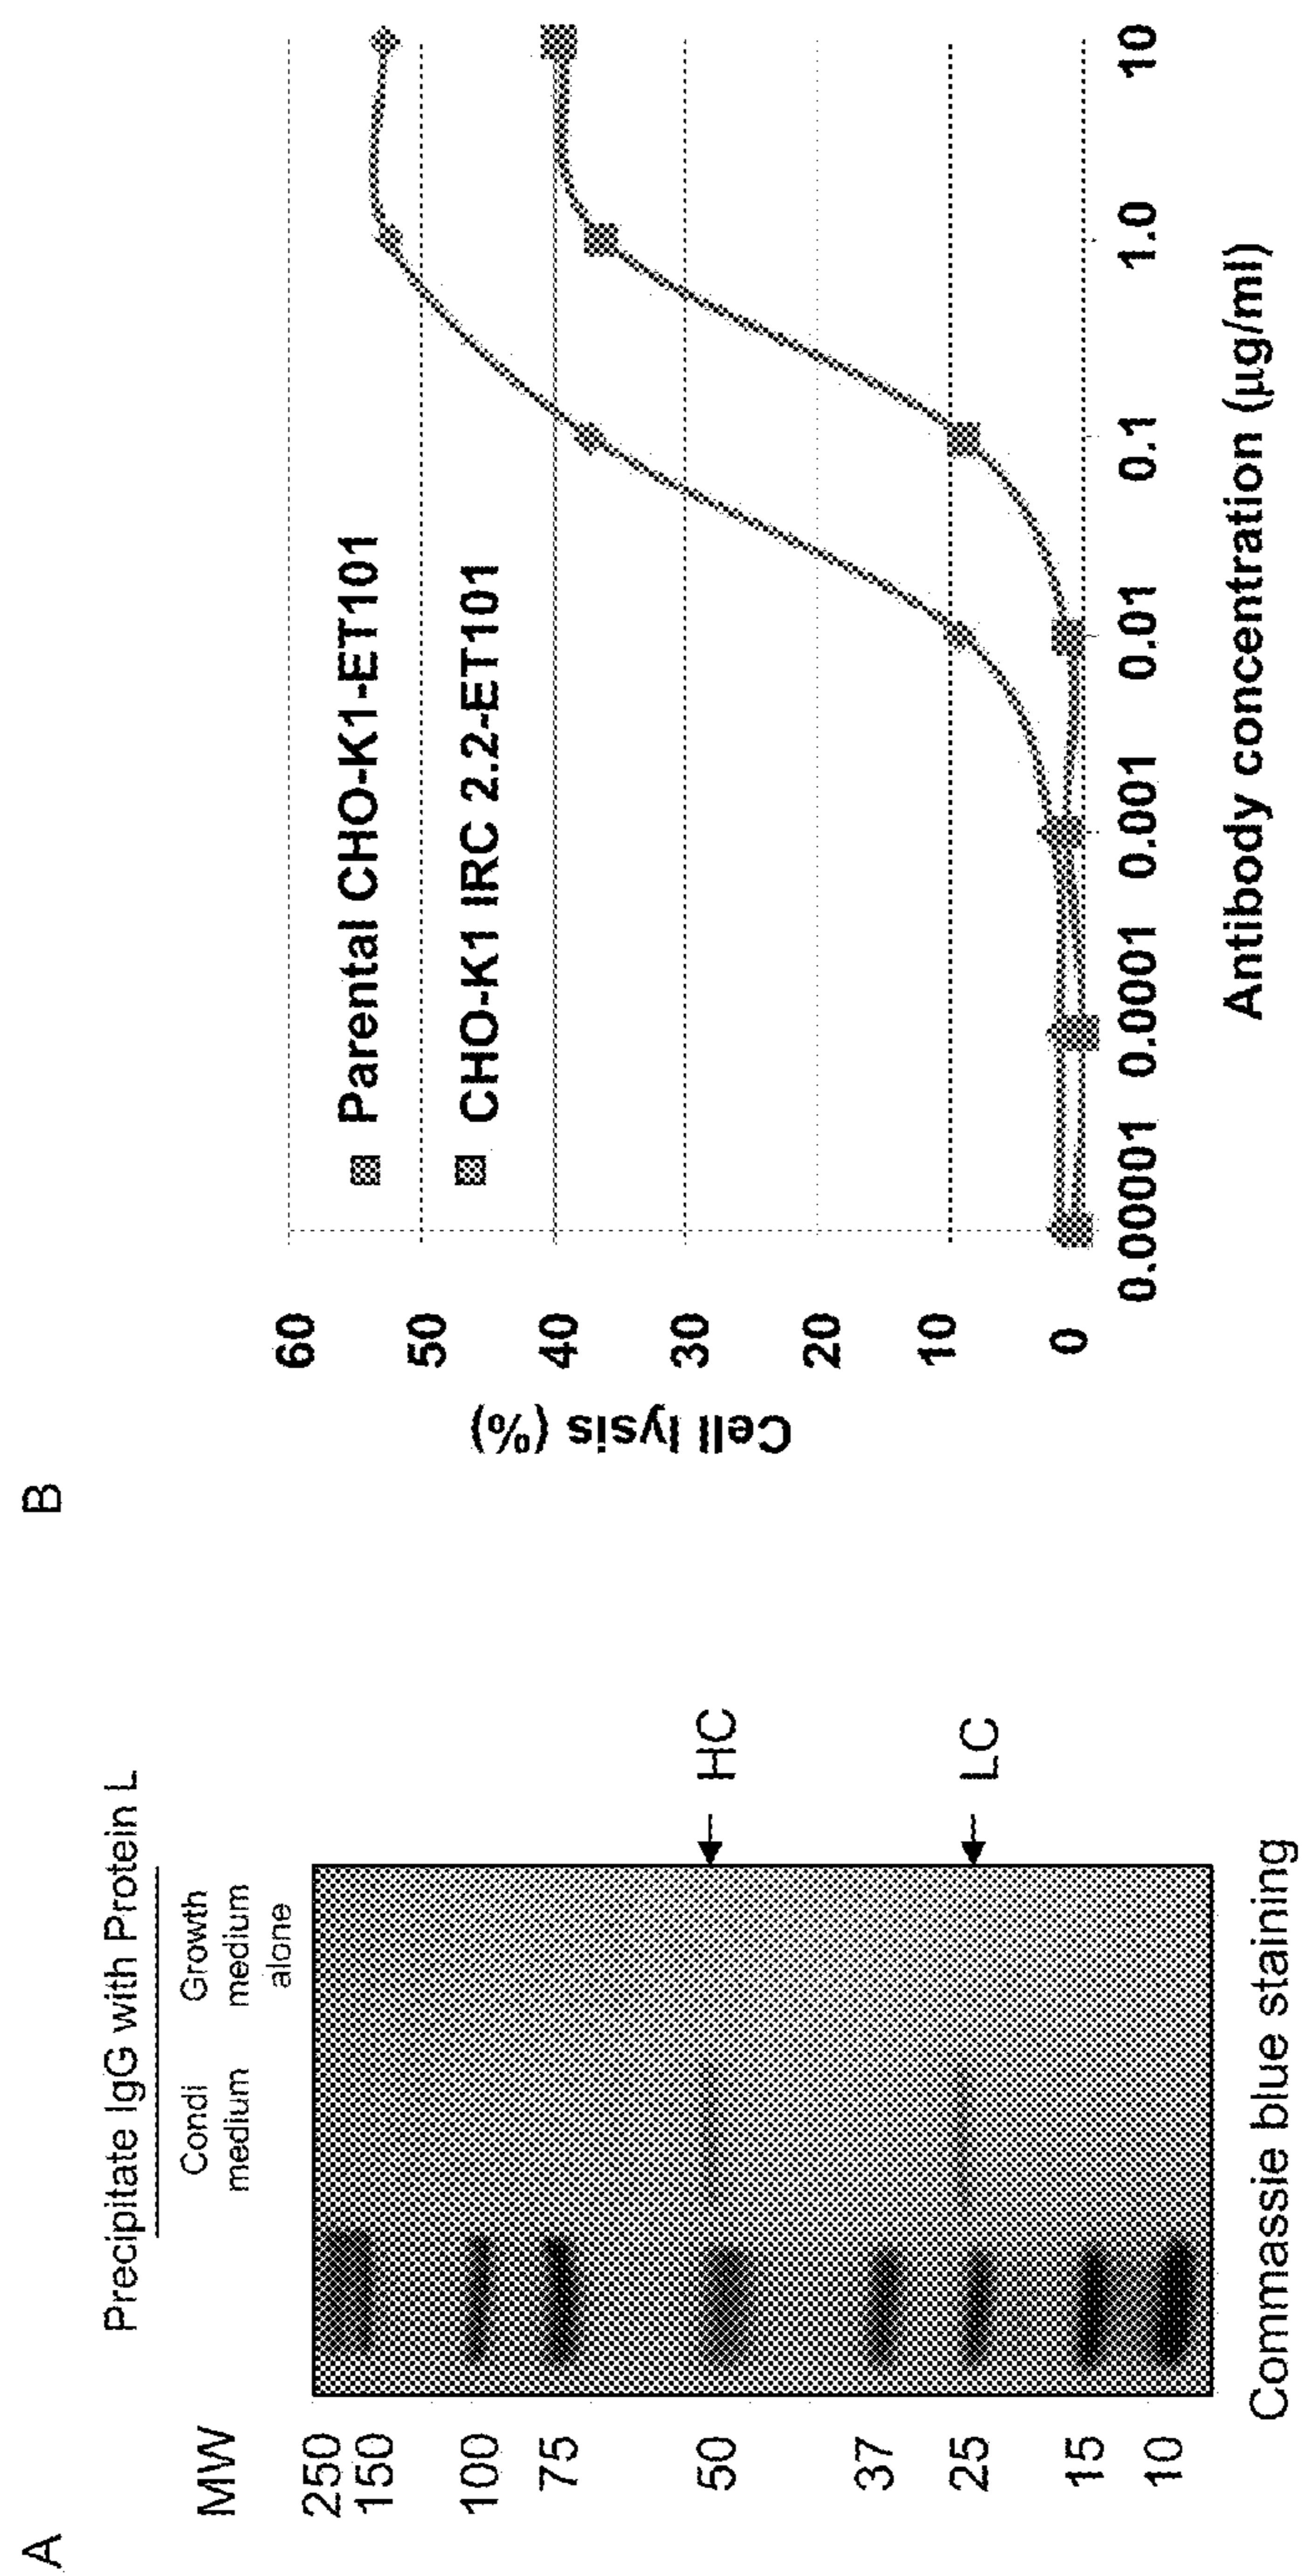 A
Precipitate IgG with Protein L
Condi
medium
Growth
medium
alone
MW
250
150
100
75
50
37
25
15
10
HC
LC
Commassie blue staining
B
Cell lysis (%)
60
50
40
30
20
10
0
Parental CHO-K1-ET101
CHO-K1 IRC 2.2-ET101
0.00001 0.0001 0.001 0.01 0.1 1.0 10
Antibody concentration (µg/ml)